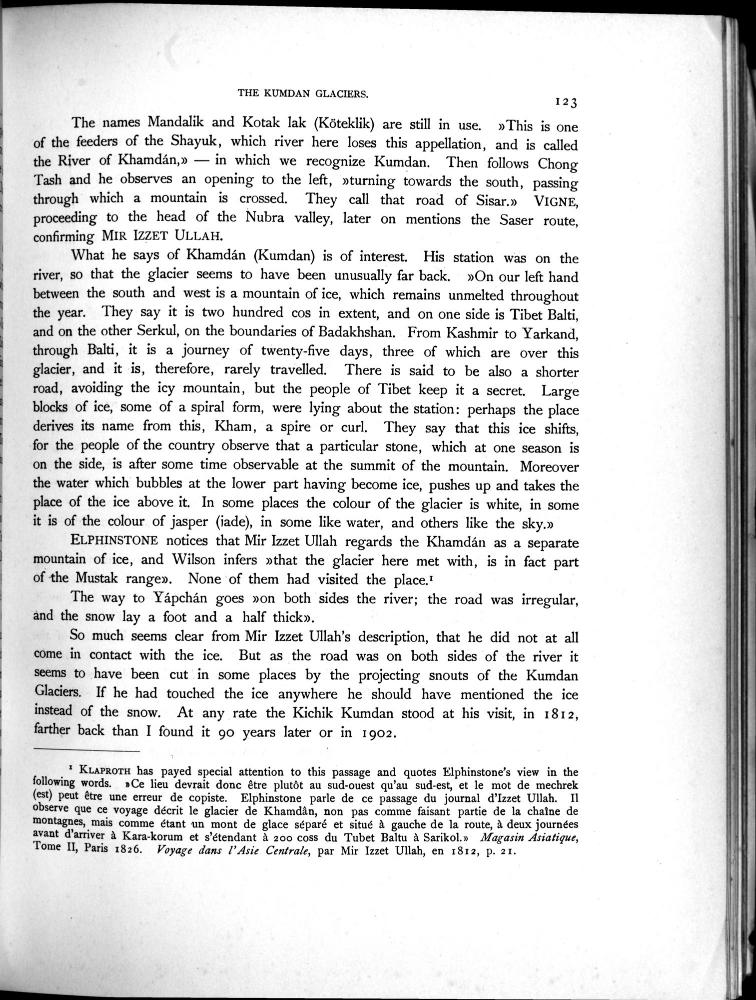 THE KUMDAN GLACIERS.
123
The names Mandalik and Kotak lak (Köteklik) are still in use. »This is one
of the feeders of the Shayuk, which river here loses this appellation, and is called
the River of Khamdán,» — in which we recognize Kumdan. Then follows Chong
Tash and he observes an opening to the left, »turning towards the south, passing
through which a mountain is crossed. They call that road of Sisar.» VIGNE,
proceeding to the head of the Nubra valley, later on mentions the Saser route,
confirming MIR IZZET ULLAH.
What he says of Khamdán (Kumdan) is of interest. His station was on the
river, so that the glacier seems to have been unusually far back. »On our left hand
between the south and west is a mountain of ice, which remains unmelted throughout
the year. They say it is two hundred cos in extent, and on one side is Tibet Balti,
and on the other Serkul, on the boundaries of Badakhshan. From Kashmir to Yarkand,
through Balti, it is a journey of twenty-five days, three of which are over this
glacier, and it is, therefore, rarely travelled. There is said to be also a shorter
road, avoiding the icy mountain, but the people of Tibet keep it a secret. Large
blocks of ice, some of a spiral form, were lying about the station: perhaps the place
derives its name from this, Kham, a spire or curl. They say that this ice shifts,
for the people of the country observe that a particular stone, which at one season is
on the side, is after some time observable at the summit of the mountain. Moreover
the water which bubbles at the lower part having become ice, pushes up and takes the
place of the ice above it. In some places the colour of the glacier is white, in some
it is of the colour of jasper (iade), in some like water, and others like the sky.»
ELPHINSTONE notices that Mir Izzet Ullah regards the Khamdán as a separate
mountain of ice, and Wilson infers »that the glacier here met with, is in fact part
of the Mustak range». None of them had visited the place.¹
The way to Yápchán goes »on both sides the river; the road was irregular,
and the snow lay a foot and a half thick».
So much seems clear from Mir Izzet Ullah's description, that he did not at all
come in contact with the ice. But as the road was on both sides of the river it
seems to have been cut in some places by the projecting snouts of the Kumdan
Glaciers. If he had touched the ice anywhere he should have mentioned the ice
instead of the snow. At any rate the Kichik Kumdan stood at his visit, in 1812,
farther back than I found it 90 years later or in 1902.
¹ KLAPROTH has payed special attention to this passage and quotes Elphinstone's view in the
following words. »Ce lieu devrait donc être plutôt au sud-ouest qu'au sud-est, et le mot de mechrek
(est) peut être une erreur de copiste. Elphinstone parle de ce passage du journal d'Izzet Ullah. Il
observe que ce voyage décrit le glacier de Khamdân, non pas comme faisant partie de la chaîne de
montagnes, mais comme étant un mont de glace séparé et situé à gauche de la route, à deux journées
avant d'arriver à Kara-korum et s'étendant à 200 coss du Tubet Baltu à Sarikol.» Magasin Asiatique,
Tome II, Paris 1826. Voyage dans l'Asie Centrale, par Mir Izzet Ullah, en 1812, p. 21.